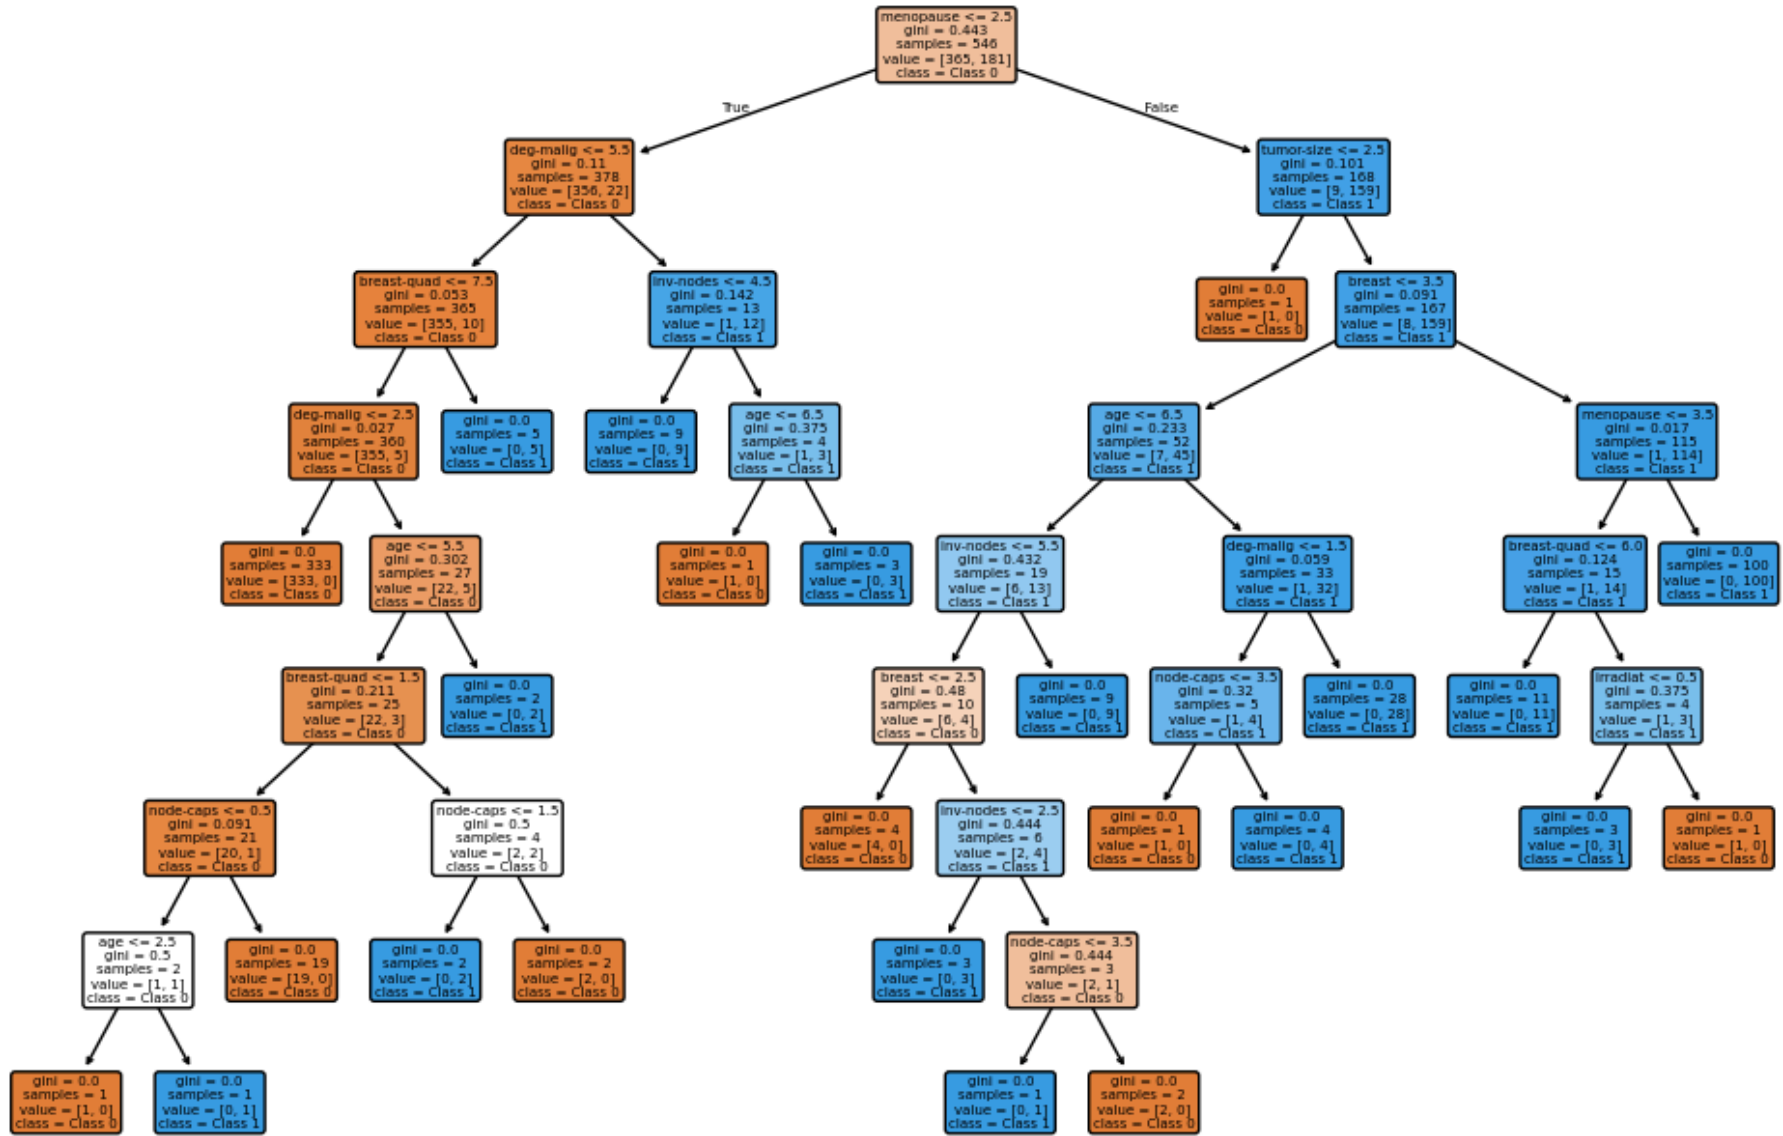 menopause <= 2.5
gini = 0.443
samples = 546
value = [365, 181]
class = Class 0
True
False
deg-malig <= 5.5
gini = 0.11
samples = 378
value = [356, 22]
class = Class 0
tumor-size <= 2.5
gini = 0.101
samples = 168
value = [9, 159]
class = Class 1
breast-quad <= 7.5
gini = 0.053
samples = 365
value = [355, 10]
class = Class 0
inv-nodes <= 4.5
gini = 0.142
samples = 13
value = [1, 12]
class = Class 1
gini = 0.0
samples = 1
value = [1, 0]
class = Class 0
breast <= 3.5
gini = 0.091
samples = 167
value = [8, 159]
class = Class 1
deg-malig <= 2.5
gini = 0.027
samples = 360
value = [355, 5]
class = Class 0
gini = 0.0
samples = 5
value = [0, 5]
class = Class 1
gini = 0.0
samples = 9
value = [0, 9]
class = Class 1
age <= 6.5
gini = 0.375
samples = 4
value = [1, 3]
class = Class 1
age <= 6.5
gini = 0.233
samples = 52
value = [7, 45]
class = Class 1
menopause <= 3.5
gini = 0.017
samples = 115
value = [1, 114]
class = Class 1
gini = 0.0
samples = 333
value = [333, 0]
class = Class 0
age <= 5.5
gini = 0.302
samples = 27
value = [22, 5]
class = Class 0
gini = 0.0
samples = 1
value = [1, 0]
class = Class 0
gini = 0.0
samples = 3
value = [0, 3]
class = Class 1
inv-nodes <= 5.5
gini = 0.432
samples = 19
value = [6, 13]
class = Class 1
deg-malig <= 1.5
gini = 0.059
samples = 33
value = [1, 32]
class = Class 1
breast-quad <= 6.0
gini = 0.124
samples = 15
value = [1, 14]
class = Class 1
gini = 0.0
samples = 100
value = [0, 100]
class = Class 1
breast-quad <= 1.5
gini = 0.211
samples = 25
value = [22, 3]
class = Class 0
gini = 0.0
samples = 2
value = [0, 2]
class = Class 1
breast <= 2.5
gini = 0.48
samples = 10
value = [6, 4]
class = Class 0
gini = 0.0
samples = 9
value = [0, 9]
class = Class 1
node-caps <= 3.5
gini = 0.32
samples = 5
value = [1, 4]
class = Class 1
gini = 0.0
samples = 28
value = [0, 28]
class = Class 1
gini = 0.0
samples = 11
value = [0, 11]
class = Class 1
irradiat <= 0.5
gini = 0.375
samples = 4
value = [1, 3]
class = Class 1
node-caps <= 0.5
gini = 0.091
samples = 21
value = [20, 1]
class = Class 0
node-caps <= 1.5
gini = 0.5
samples = 4
value = [2, 2]
class = Class 0
gini = 0.0
samples = 4
value = [4, 0]
class = Class 0
inv-nodes <= 2.5
gini = 0.444
samples = 6
value = [2, 4]
class = Class 1
gini = 0.0
samples = 1
value = [1, 0]
class = Class 0
gini = 0.0
samples = 4
value = [0, 4]
class = Class 1
gini = 0.0
samples = 3
value = [0, 3]
class = Class 1
gini = 0.0
samples = 1
value = [1, 0]
class = Class 0
age <= 2.5
gini = 0.5
samples = 2
value = [1, 1]
class = Class 0
gini = 0.0
samples = 19
value = [19, 0]
class = Class 0
gini = 0.0
samples = 2
value = [0, 2]
class = Class 1
gini = 0.0
samples = 2
value = [2, 0]
class = Class 0
gini = 0.0
samples = 3
value = [0, 3]
class = Class 1
node-caps <= 3.5
gini = 0.444
samples = 3
value = [2, 1]
class = Class 0
gini = 0.0
samples = 1
value = [1, 0]
class = Class 0
gini = 0.0
samples = 1
value = [0, 1]
class = Class 1
gini = 0.0
samples = 1
value = [0, 1]
class = Class 1
gini = 0.0
samples = 2
value = [2, 0]
class = Class 0